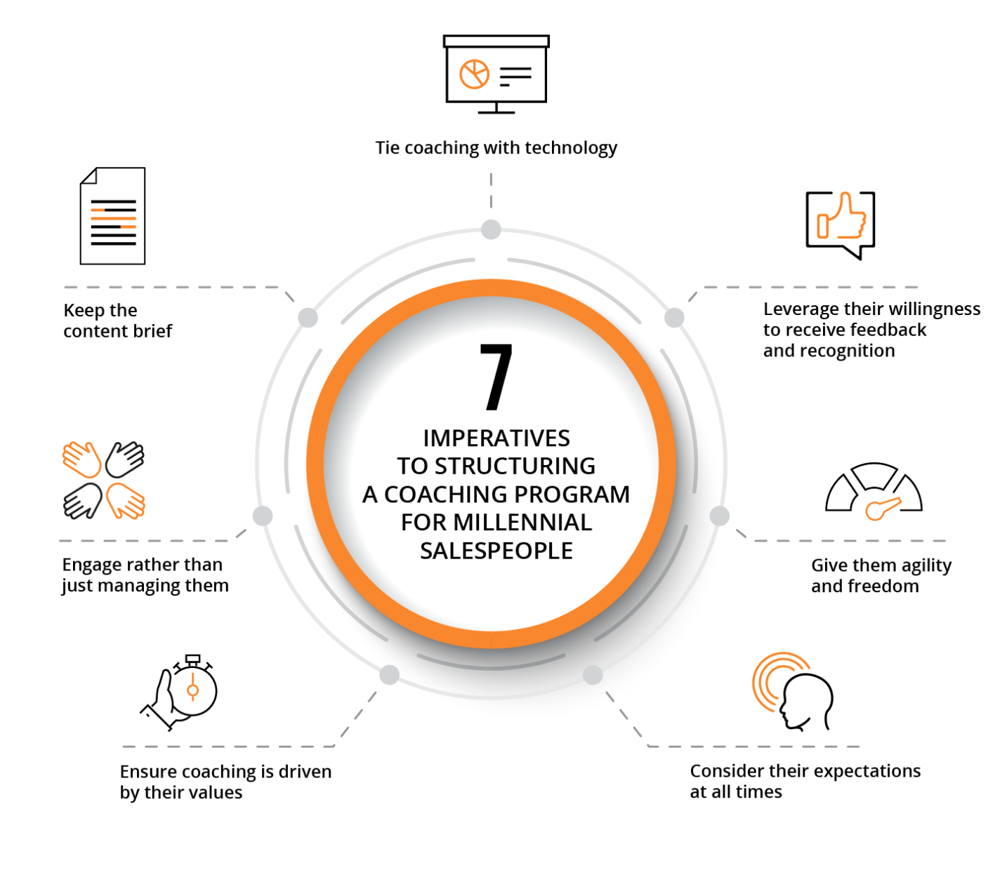 Tie coaching with technology
Keep the
content brief
Leverage their willingness
to receive feedback
and recognition
7
IMPERATIVES
TO STRUCTURING
A COACHING PROGRAM
FOR MILLENNIAL
SALESPEOPLE
Engage rather than
just managing them
Give them agility
and freedom
Ensure coaching is driven
by their values
Consider their expectations
at all times